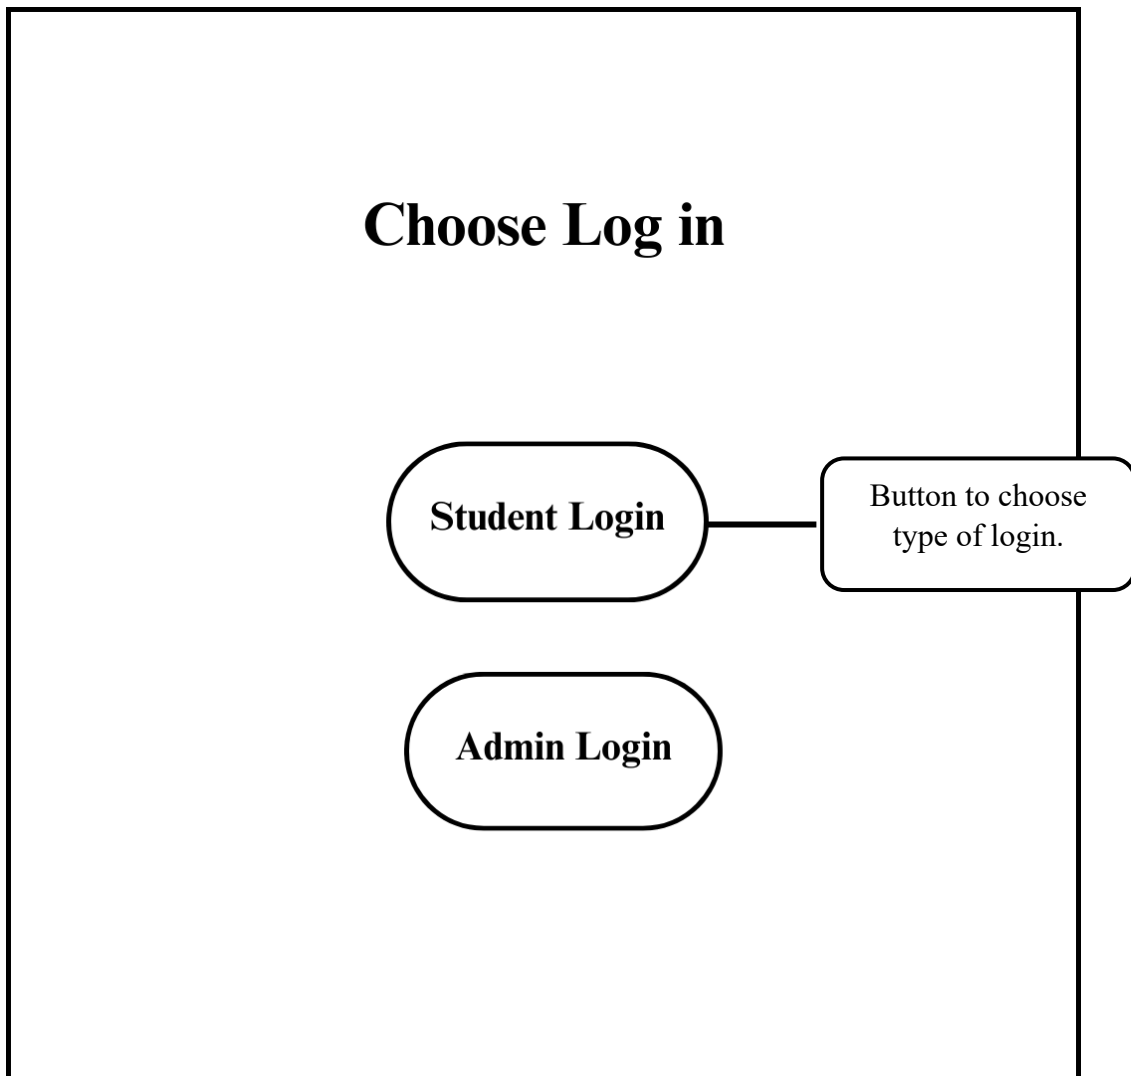 Choose Log in
Student Login
Button to choose
type of login.
Admin Login